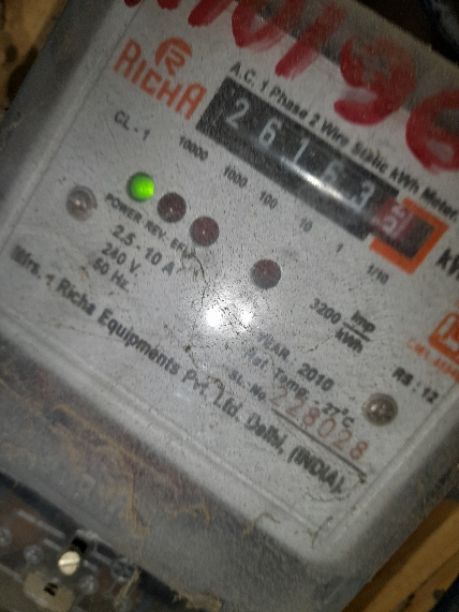 RICHA
A.C. 1 Phase 2 Wire Static kWh Meter.
26163
CL.-1
10000 1000 100 10 1 1/10
POWER REV. EFL
2.5 - 10 A
240 V.
50 Hz.
3200 imp
kWh
YEAR 2010
Ref. Temp. - 27°C
RS : 12
SL. No. 228028
Mfrs. : Richa Equipments Pvt. Ltd. Delhi, (INDIA).